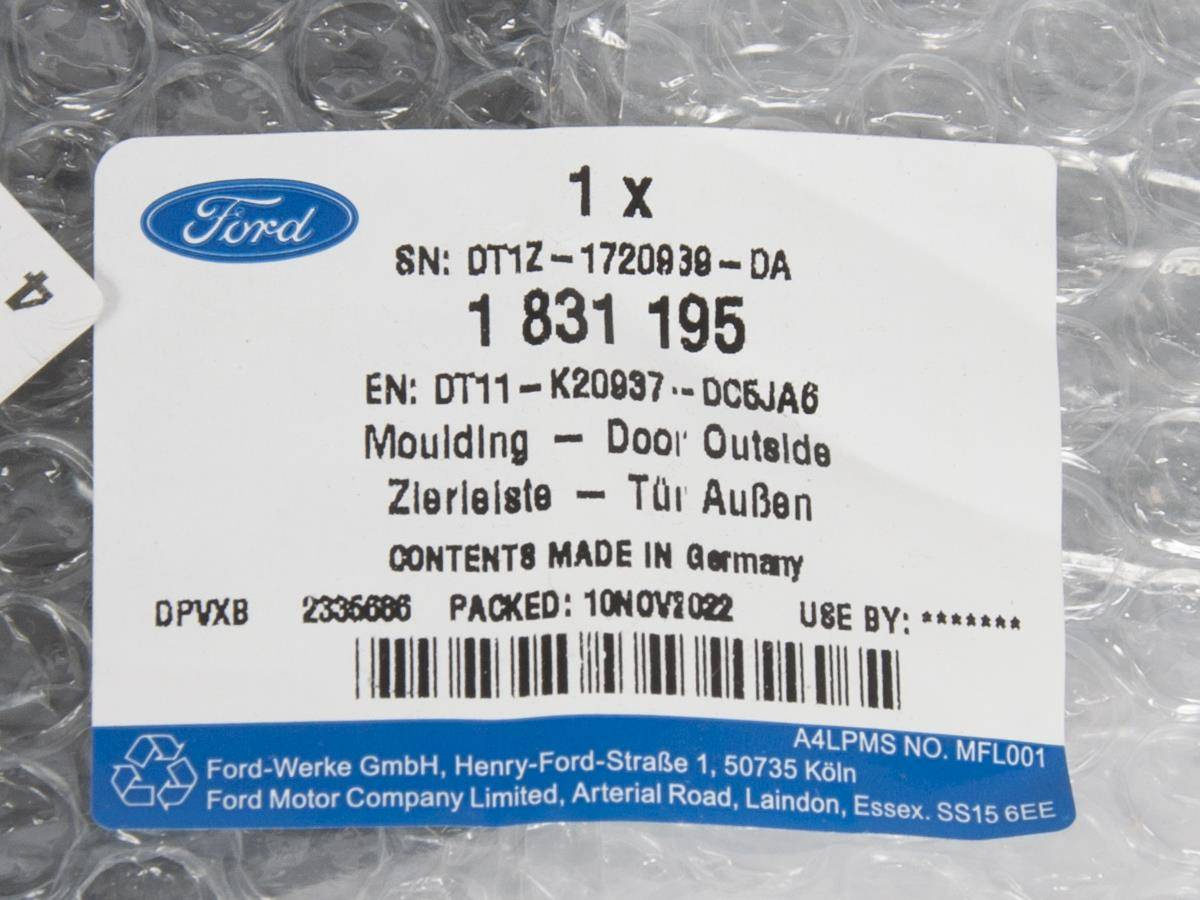 Ford
1 x
SN: DT1Z-1720939-DA
1 831 195
EN: DT11-K20937-DC5JA6
Moulding - Door Outside
Zierleiste - Tür Außen
CONTENTS MADE IN Germany
DPVXB 2335686 PACKED: 10NOV2022 USE BY: *******
A4LPMS NO. MFL001
Ford-Werke GmbH, Henry-Ford-Straße 1, 50735 Köln
Ford Motor Company Limited, Arterial Road, Laindon, Essex. SS15 6EE
4